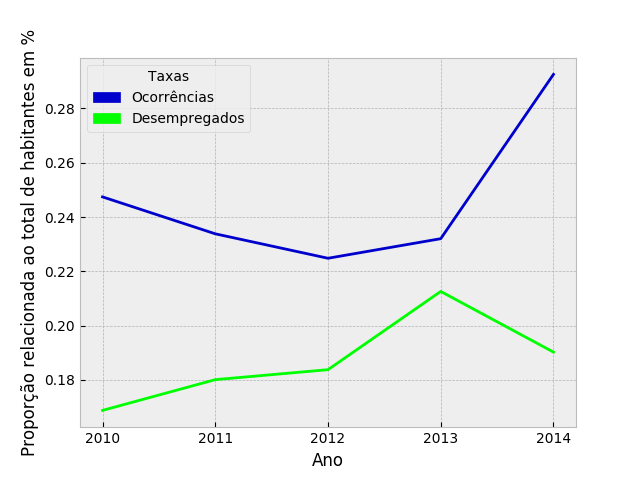 Proporção relacionada ao total de habitantes em %
Taxas
Ocorrências
Desempregados
0.28
0.26
0.24
0.22
0.20
0.18
2010 2011 2012 2013 2014
Ano